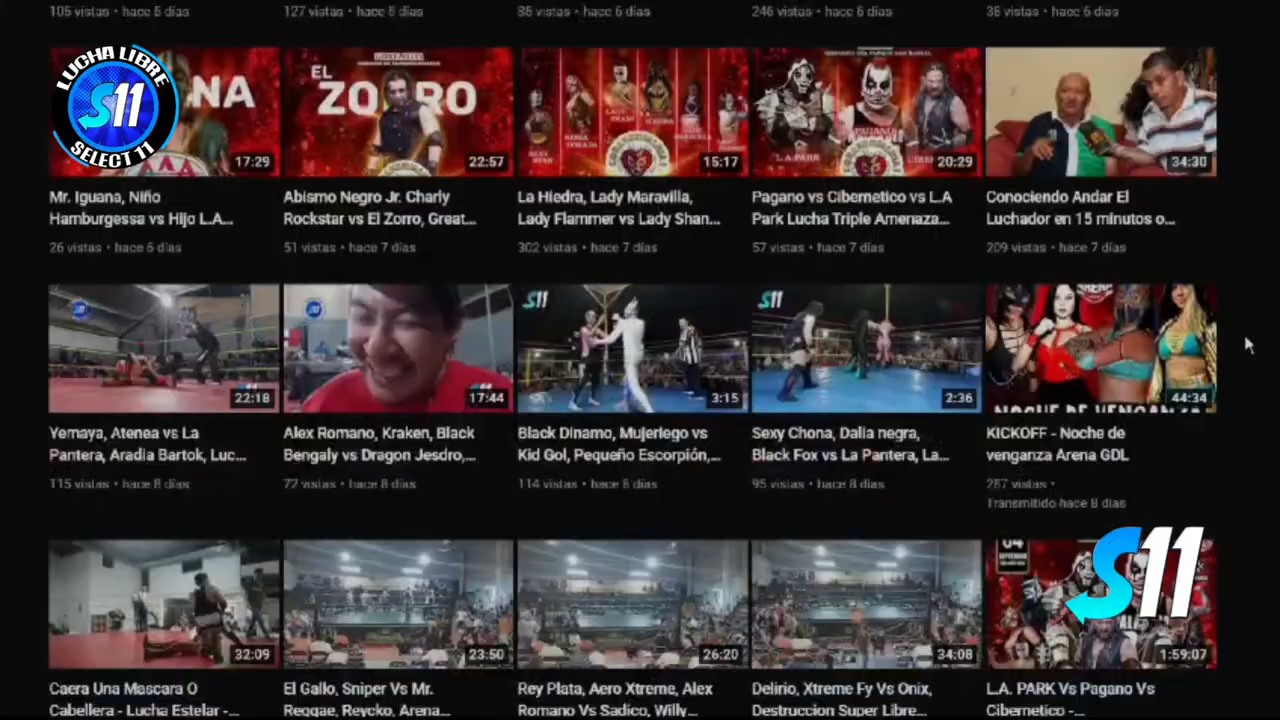 105 vistas • hace 5 días
127 vistas • hace 5 días
246 vistas • hace 6 días
38 vistas • hace 6 días
LUCHA LIBRE
S11
SELECT 11
NA
17:29
EL
ZORRO
22:57
15:17
L.A. PARK
20:29
34:30
Mr. Iguana, Niño
Hamburgessa vs Hijo L.A...
26 vistas • hace 6 días
Abismo Negro Jr. Charly
Rockstar vs El Zorro, Great...
51 vistas • hace 7 días
La Hiedra, Lady Maravilla,
Lady Flammer vs Lady Shan...
302 vistas • hace 7 días
Pagano vs Cibernetico vs L.A
Park Lucha Triple Amenaza...
57 vistas • hace 7 días
Conociendo Andar El
Luchador en 15 minutos o...
209 vistas • hace 7 días
22:18
17:44
S11
3:15
S11
2:36
NOCHE DE VENGANZA
44:34
Yemaya, Atenea vs La
Pantera, Aradia Bartok, Luc...
115 vistas • hace 8 días
Alex Romano, Kraken, Black
Bengaly vs Dragon Jesdro,...
72 vistas • hace 8 días
Black Dinamo, Mujeriego vs
Kid Gol, Pequeño Escorpión,...
114 vistas • hace 8 días
Sexy Chona, Dalia negra,
Black Fox vs La Pantera, La...
95 vistas • hace 8 días
KICKOFF - Noche de
venganza Arena GDL
287 vistas •
Transmitido hace 8 días
32:09
23:50
26:20
34:08
S11
1:59:07
Caera Una Mascara O
Cabellera - Lucha Estelar -...
El Gallo, Sniper Vs Mr.
Reggae, Reycko, Arena...
Rey Plata, Aero Xtreme, Alex
Romano Vs Sadico, Willy...
Delirio, Xtreme Fy Vs Onix,
Destruccion Super Libre...
L.A. PARK Vs Pagano Vs
Cibernetico -...